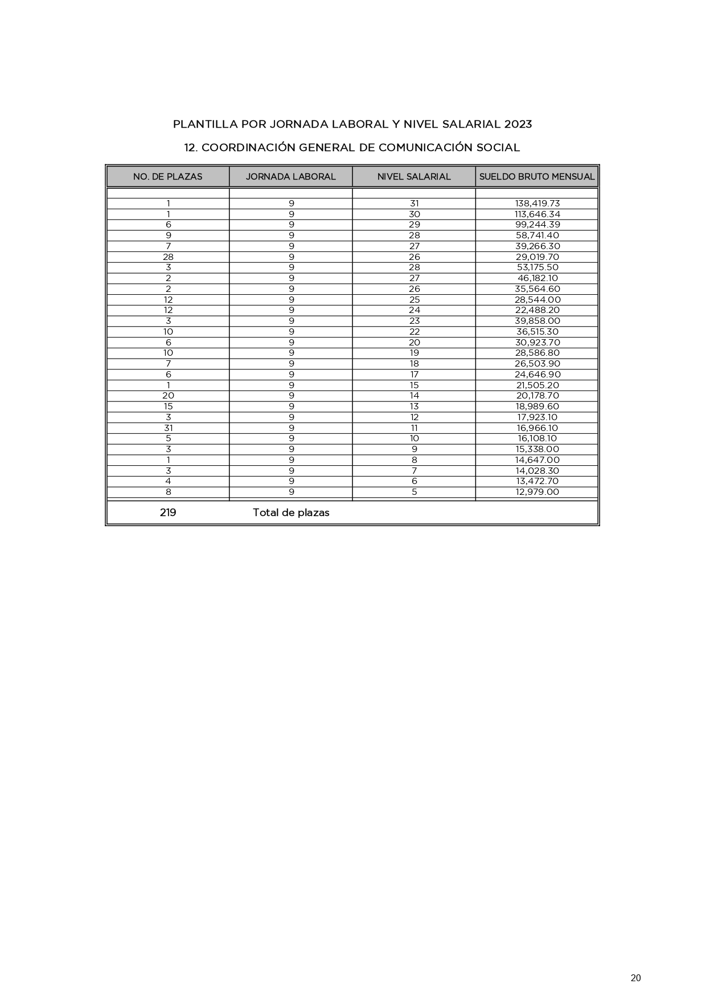 PLANTILLA POR JORNADA LABORAL Y NIVEL SALARIAL 2023
12. COORDINACIÓN GENERAL DE COMUNICACIÓN SOCIAL
NO. DE PLAZAS JORNADA LABORAL NIVEL SALARIAL SUELDO BRUTO MENSUAL
1 9 31 138,419.73
1 9 30 113,646.34
6 9 29 99,244.39
9 9 28 58,741.40
7 9 27 39,266.30
28 9 26 29,019.70
3 9 28 53,175.50
2 9 27 46,182.10
2 9 26 35,564.60
12 9 25 28,544.00
12 9 24 22,488.20
3 9 23 39,858.00
10 9 22 36,515.30
6 9 20 30,923.70
10 9 19 28,586.80
7 9 18 26,503.90
6 9 17 24,646.90
1 9 15 21,505.20
20 9 14 20,178.70
15 9 13 18,989.60
3 9 12 17,923.10
31 9 11 16,966.10
5 9 10 16,108.10
3 9 9 15,338.00
1 9 8 14,647.00
3 9 7 14,028.30
4 9 6 13,472.70
8 9 5 12,979.00
219 Total de plazas
20